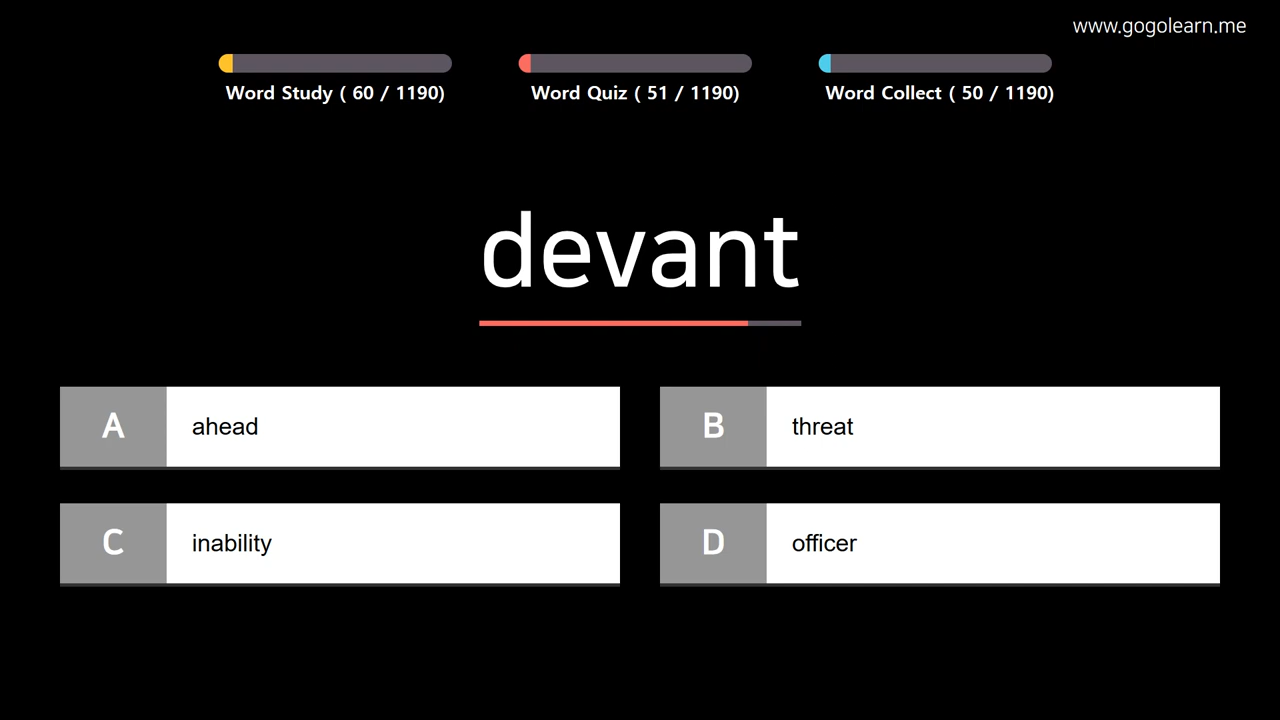 www.gogolearn.me
Word Study ( 60 / 1190)
Word Quiz ( 51 / 1190)
Word Collect ( 50 / 1190)
devant
A ahead
B threat
C inability
D officer